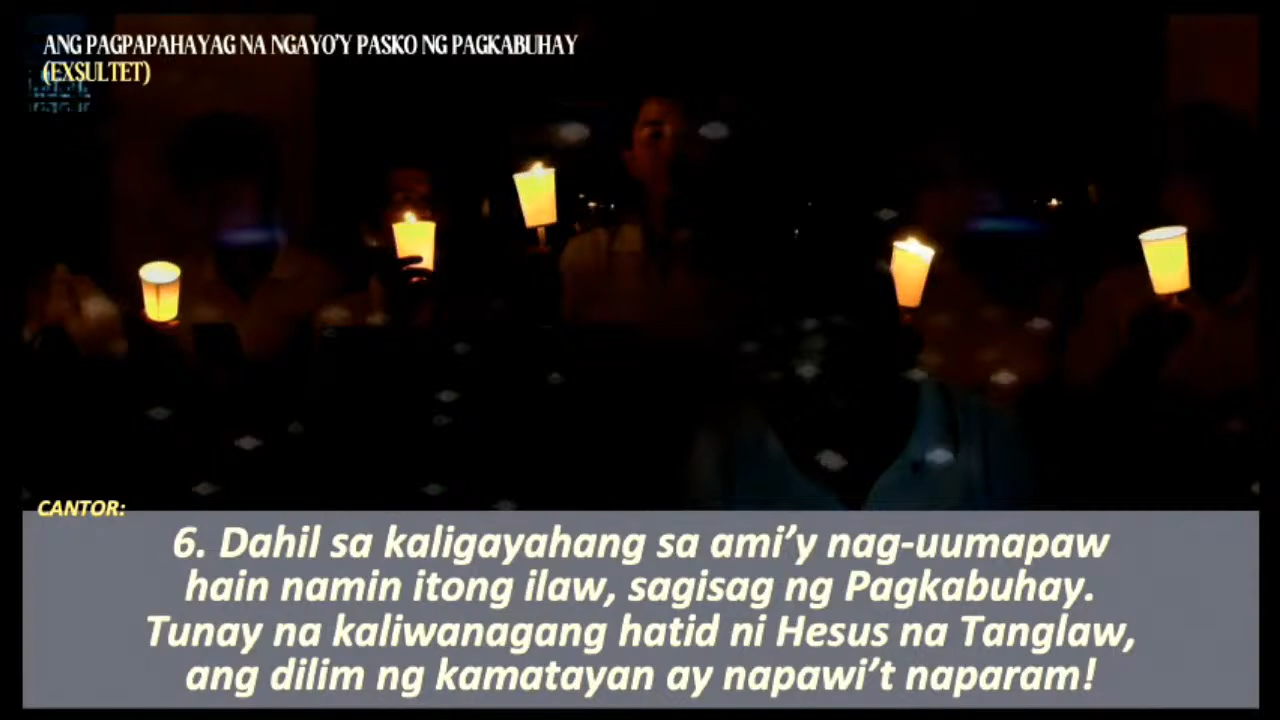 ANG PAGPAPAHAYAG NA NGAYO'Y PASKO NG PAGKABUHAY
(EXSULTET)
CANTOR:
6. Dahil sa kaligayahang sa ami'y nag-uumapaw
hain namin itong ilaw, sagisag ng Pagkabuhay.
Tunay na kaliwanagang hatid ni Hesus na Tanglaw,
ang dilim ng kamatayan ay napawi't naparam!